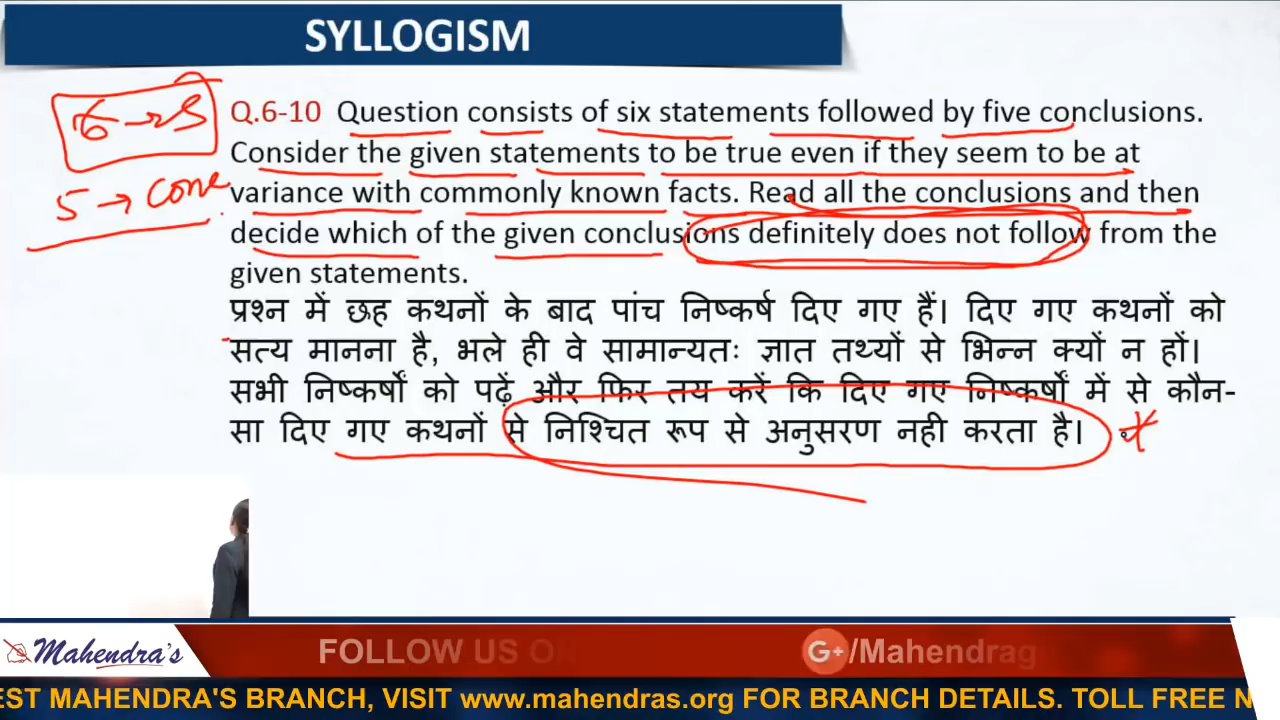 SYLLOGISM
6 → S
5 → Conc
Q.6-10 Question consists of six statements followed by five conclusions.
Consider the given statements to be true even if they seem to be at
variance with commonly known facts. Read all the conclusions and then
decide which of the given conclusions definitely does not follow from the
given statements.
प्रश्न में छह कथनों के बाद पांच निष्कर्ष दिए गए हैं। दिए गए कथनों को
सत्य मानना है, भले ही वे सामान्यतः ज्ञात तथ्यों से भिन्न क्यों न हों।
सभी निष्कर्षों को पढ़ें और फिर तय करें कि दिए गए निष्कर्षों में से कौन-
सा दिए गए कथनों से निश्चित रूप से अनुसरण नही करता है।
Mahendra's
FOLLOW US ON
G+ /Mahendrag
EST MAHENDRA'S BRANCH, VISIT www.mahendras.org FOR BRANCH DETAILS. TOLL FREE N